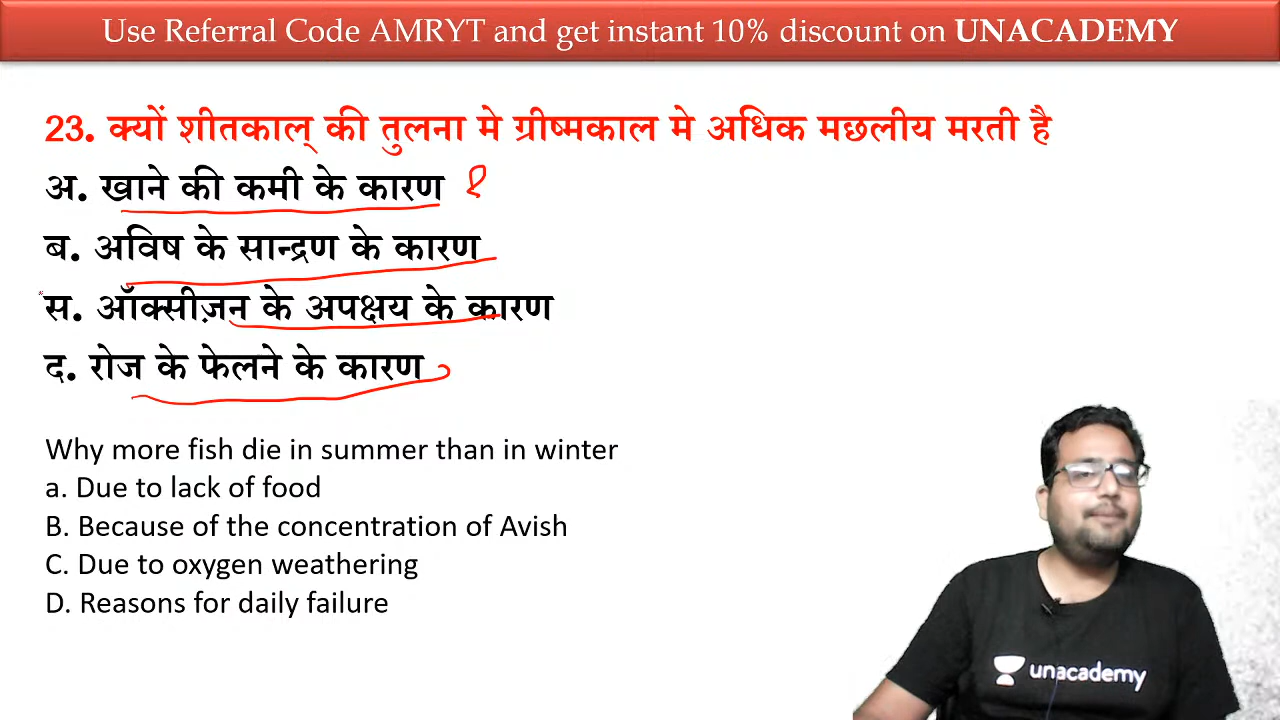 Use Referral Code AMRYT and get instant 10% discount on UNACADEMY
23. क्यों शीतकाल् की तुलना मे ग्रीष्मकाल मे अधिक मछलीय मरती है
अ. खाने की कमी के कारण
ब. अविष के सान्द्रण के कारण
स. ऑक्सीज़न के अपक्षय के कारण
द. रोज के फेलने के कारण
Why more fish die in summer than in winter
a. Due to lack of food
B. Because of the concentration of Avish
C. Due to oxygen weathering
D. Reasons for daily failure
unacademy